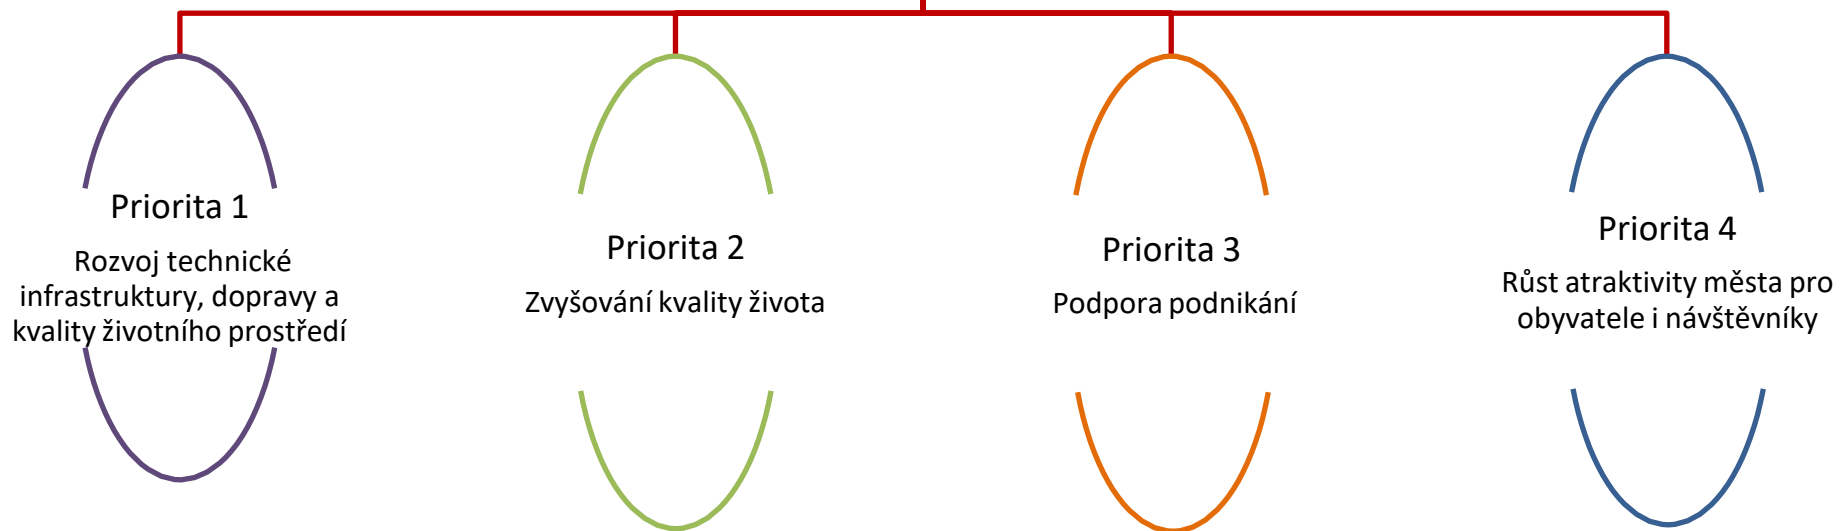 Priorita 1
Rozvoj technické
infrastruktury, dopravy a
kvality životního prostředí
Priorita 2
Zvyšování kvality života
Priorita 3
Podpora podnikání
Priorita 4
Růst atraktivity města pro
obyvatele i návštěvníky